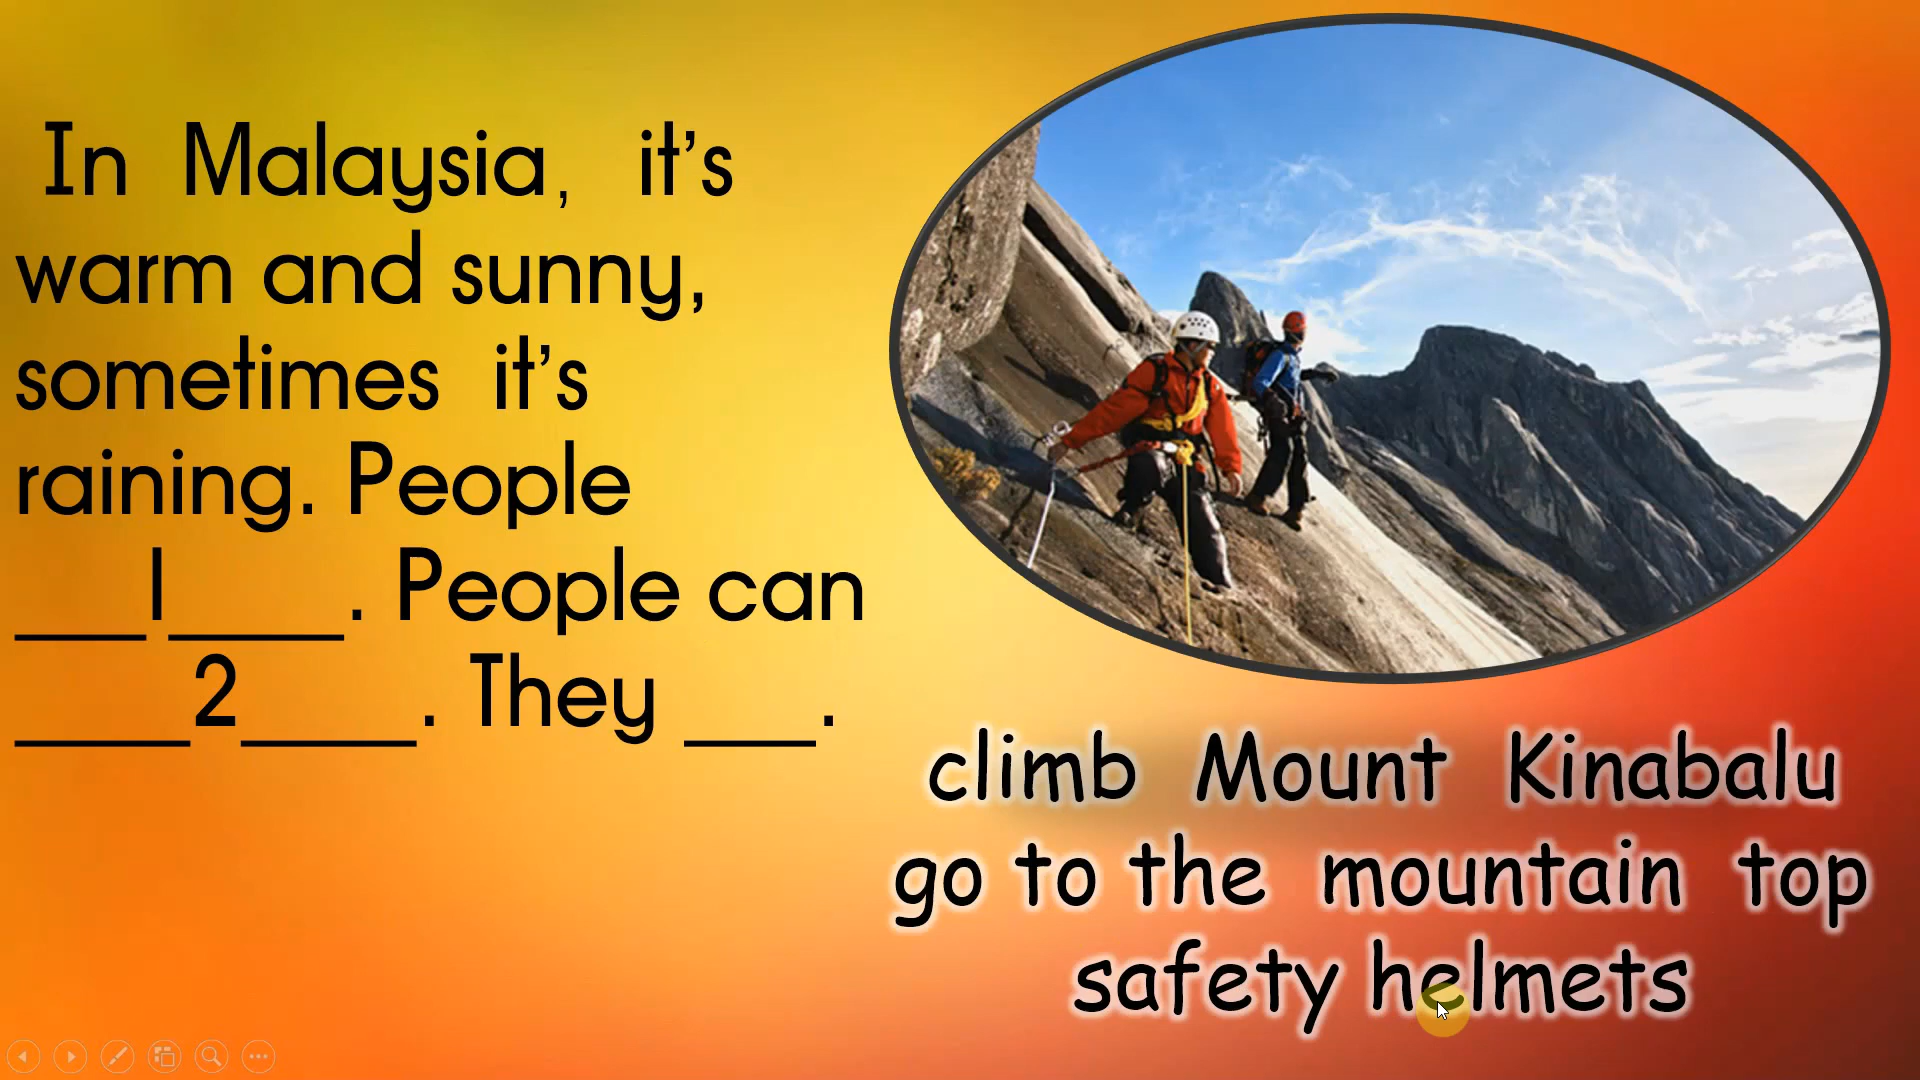 In Malaysia, it's
warm and sunny,
sometimes it's
raining. People
___1____. People can
____2____. They ___.
climb Mount Kinabalu
go to the mountain top
safety helmets